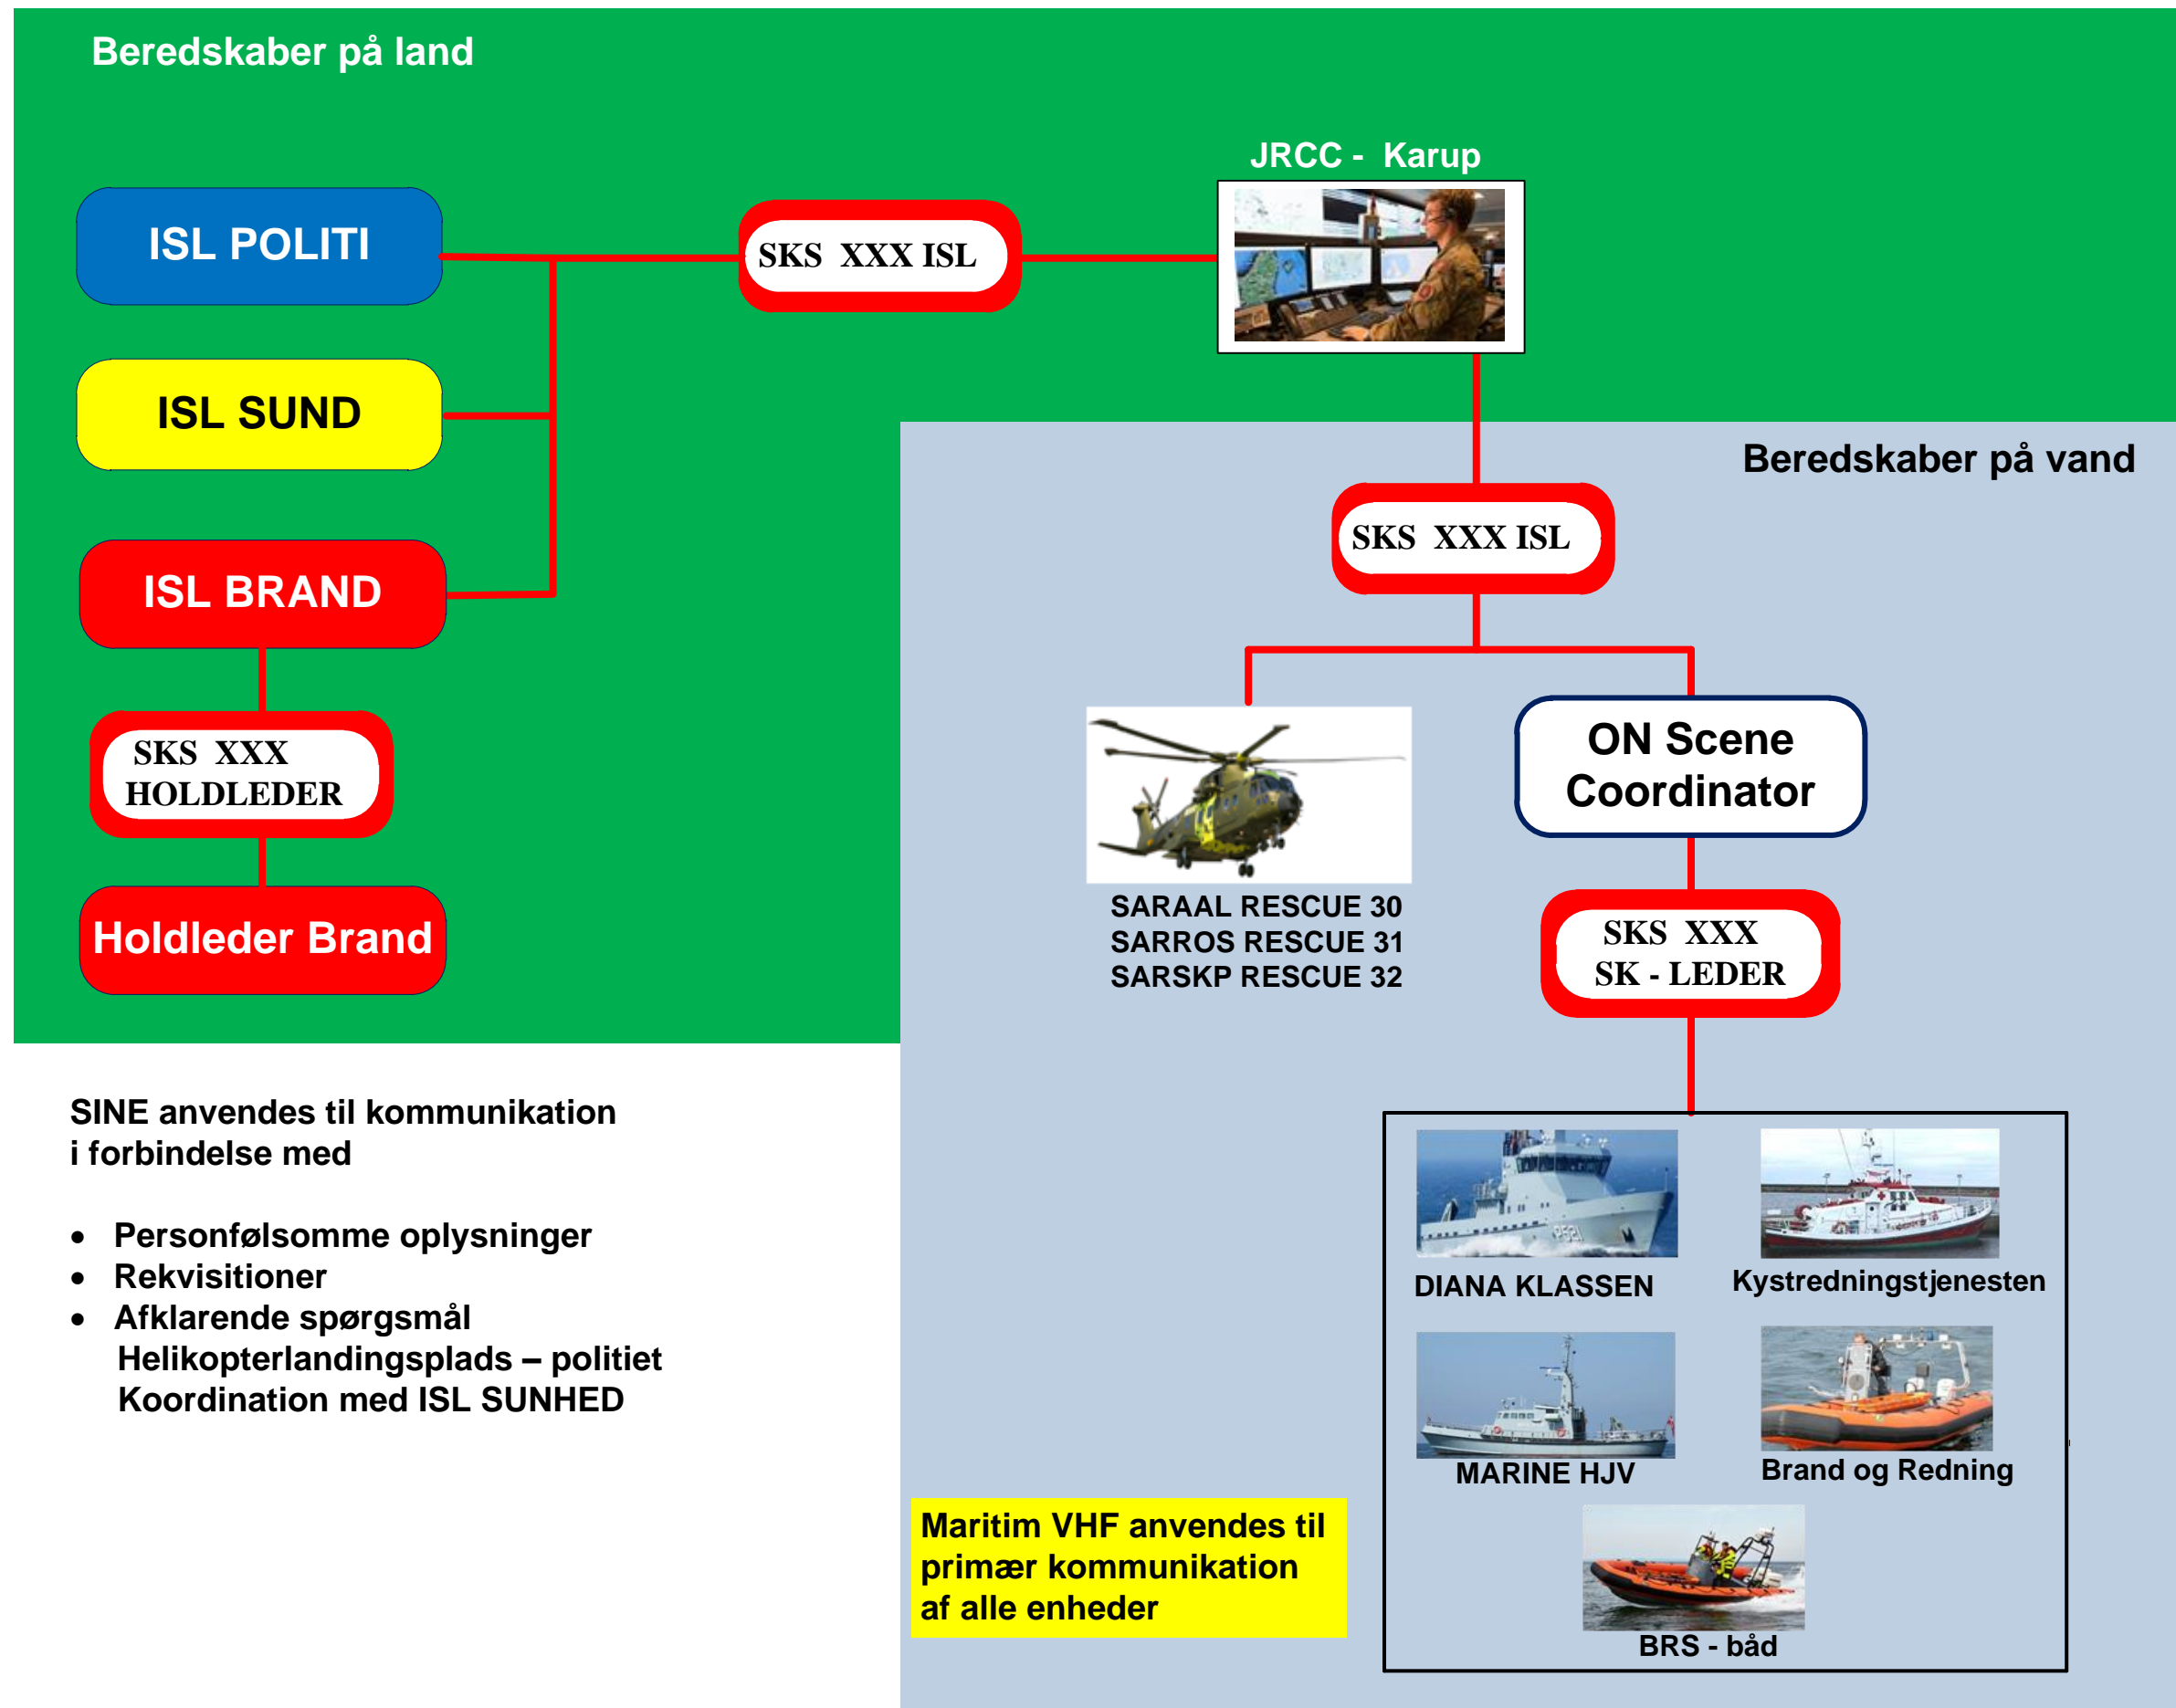 Beredskaber på land
JRCC - Karup
ISL POLITI
SKS XXX ISL
ISL SUND
Beredskaber på vand
SKS XXX ISL
ISL BRAND
SKS XXX
HOLDLEDER
ON Scene
Coordinator
Holdleder Brand
SARAAL RESCUE 30
SARROS RESCUE 31
SARSKP RESCUE 32
SKS XXX
SK - LEDER
SINE anvendes til kommunikation
i forbindelse med
• Personfølsomme oplysninger
• Rekvisitioner
• Afklarende spørgsmål
Helikopterlandingsplads – politiet
Koordination med ISL SUNHED
P521
DIANA KLASSEN
Kystredningstjenesten
MARINE HJV
Brand og Redning
Maritim VHF anvendes til
primær kommunikation
af alle enheder
BRS - båd